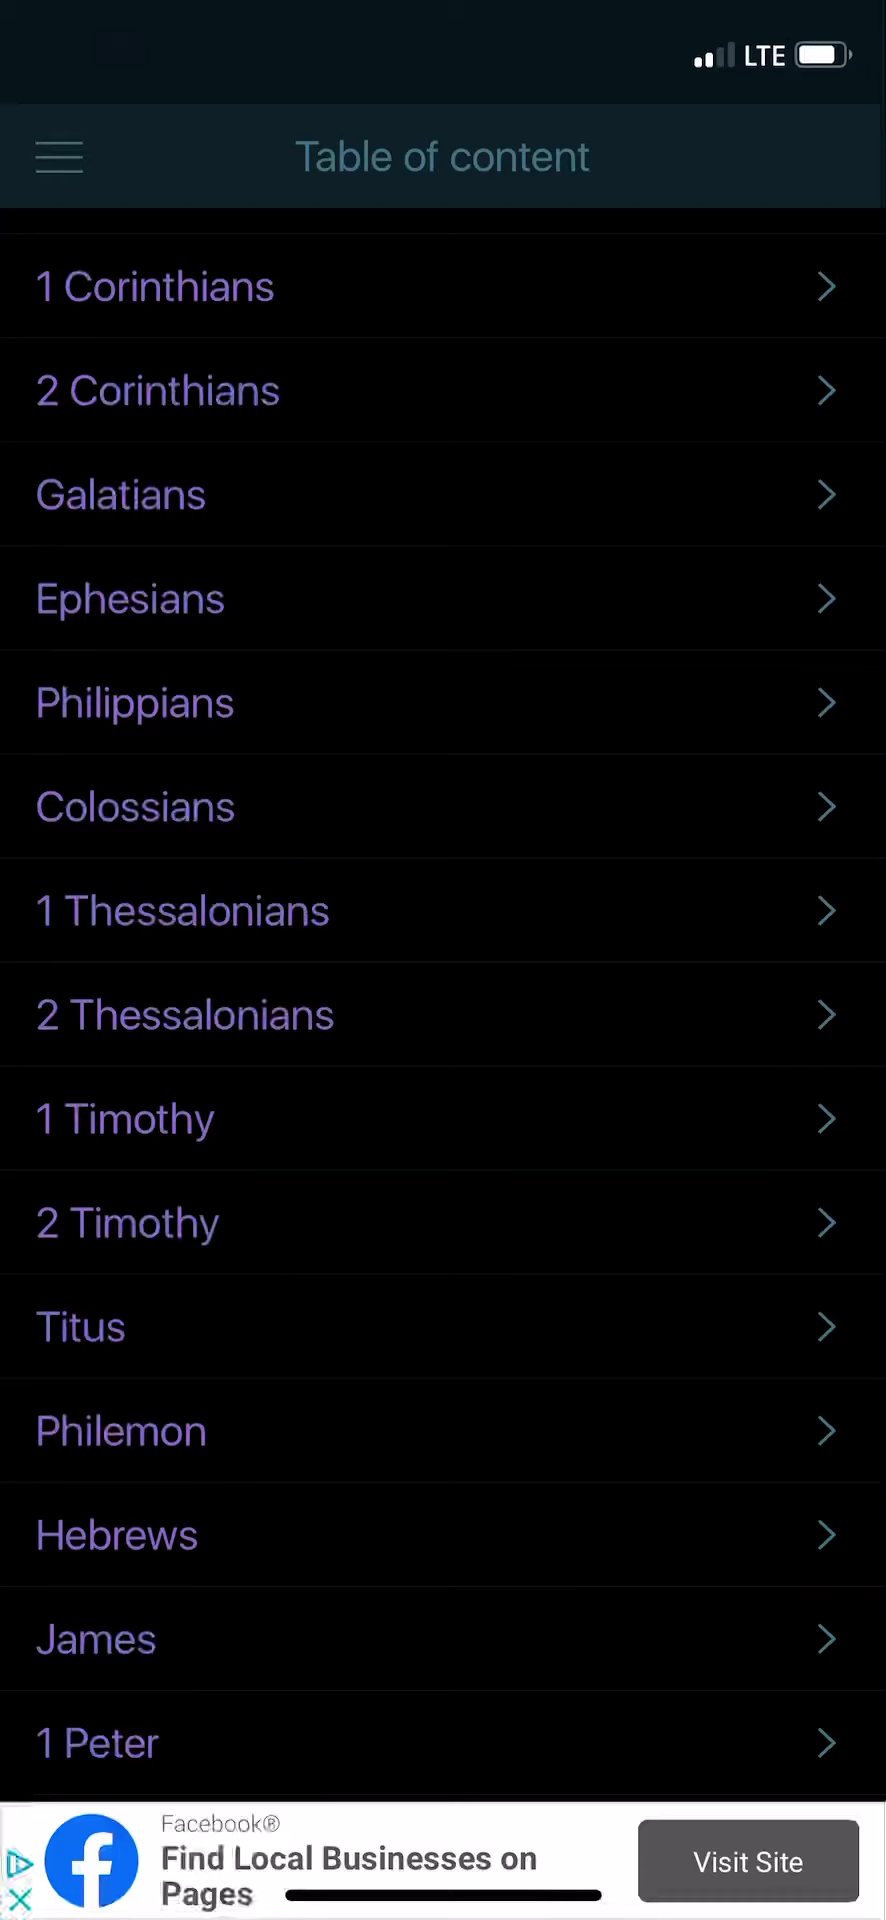 LTE
Table of content
1 Corinthians
2 Corinthians
Galatians
Ephesians
Philippians
Colossians
1 Thessalonians
2 Thessalonians
1 Timothy
2 Timothy
Titus
Philemon
Hebrews
James
1 Peter
Facebook®
Find Local Businesses on
Pages
Visit Site